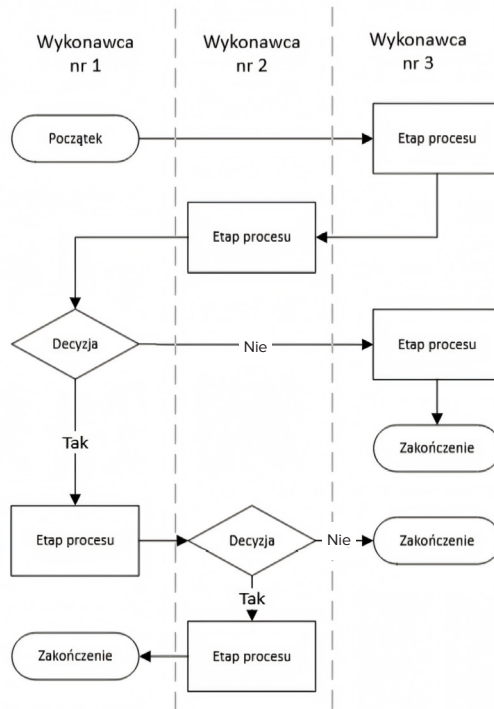 Wykonawca
nr 1
Wykonawca
nr 2
Wykonawca
nr 3
Początek
Etap procesu
Etap procesu
Decyzja
Nie
Etap procesu
Tak
Zakończenie
Etap procesu
Decyzja
Nie
Zakończenie
Tak
Zakończenie
Etap procesu